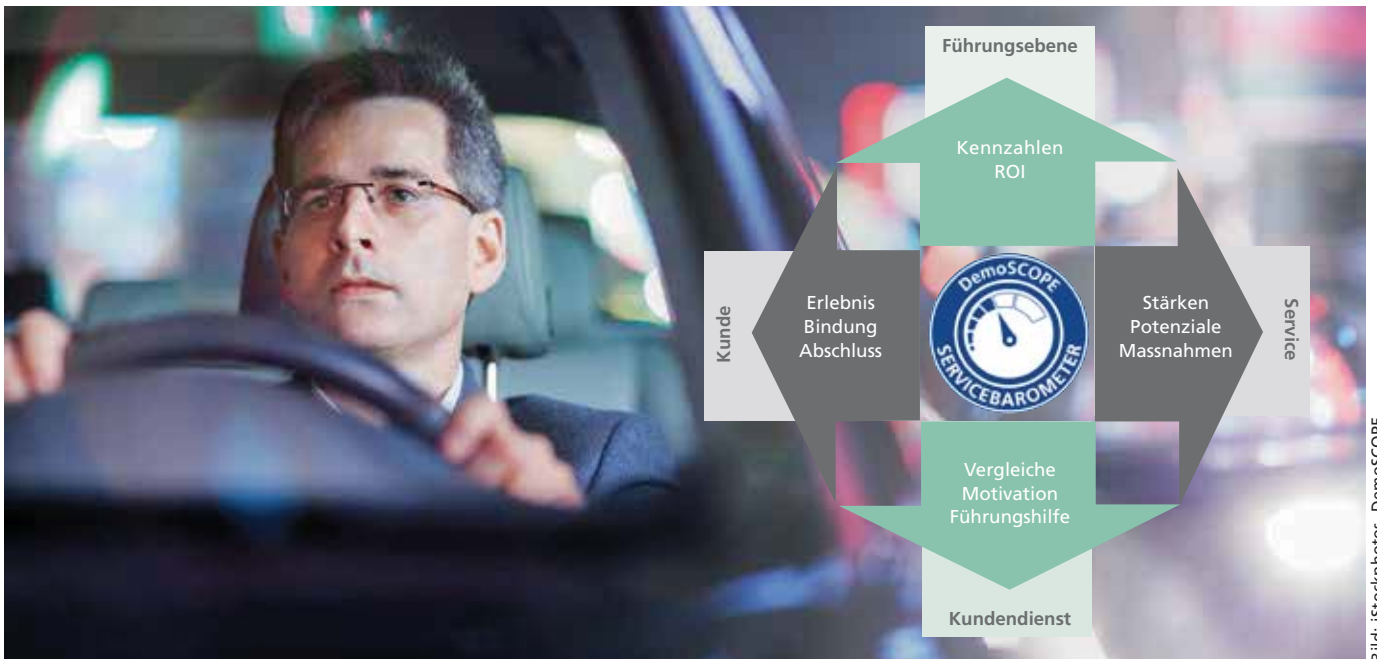 Führungsebene
Kennzahlen
ROI
Kunde
Erlebnis
Bindung
Abschluss
DemoSCOPE
SERVICEBAROMETER
Stärken
Potenziale
Massnahmen
Service
Vergleiche
Motivation
Führungshilfe
Kundendienst
Bild: iStockphotos, DemoSCOPE